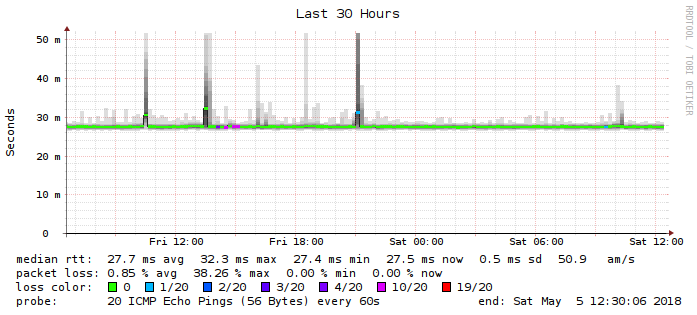 Last 30 Hours
RRDTOOL / TOBI OETIKER
Seconds
50 m
40 m
30 m
20 m
10 m
0
Fri 12:00 Fri 18:00 Sat 00:00 Sat 06:00 Sat 12:00
median rtt: 27.7 ms avg 32.3 ms max 27.4 ms min 27.5 ms now 0.5 ms sd 50.9 am/s
packet loss: 0.85 % avg 38.26 % max 0.00 % min 0.00 % now
loss color: 0 1/20 2/20 3/20 4/20 10/20 19/20
probe: 20 ICMP Echo Pings (56 Bytes) every 60s end: Sat May 5 12:30:06 2018